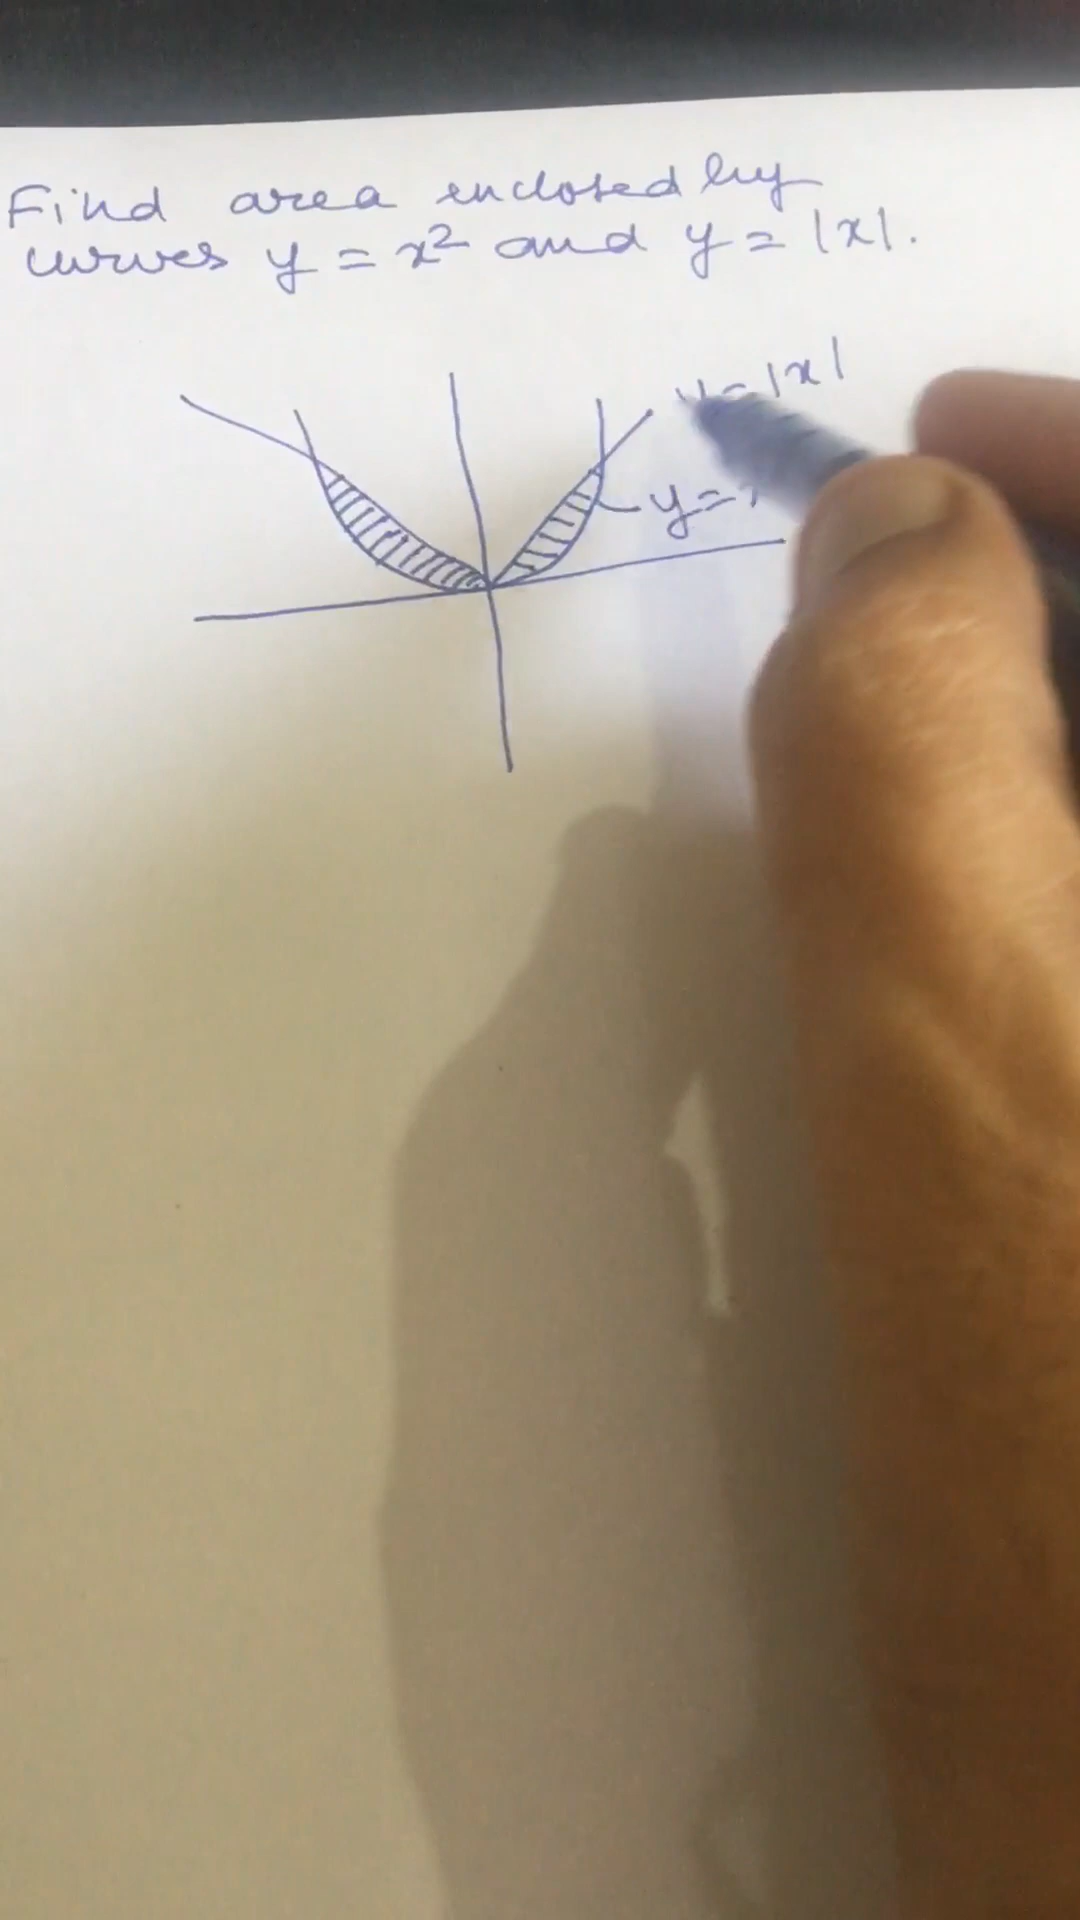 Find area enclosed by
curves y = x² and y = |x|.
y = |x|
y =